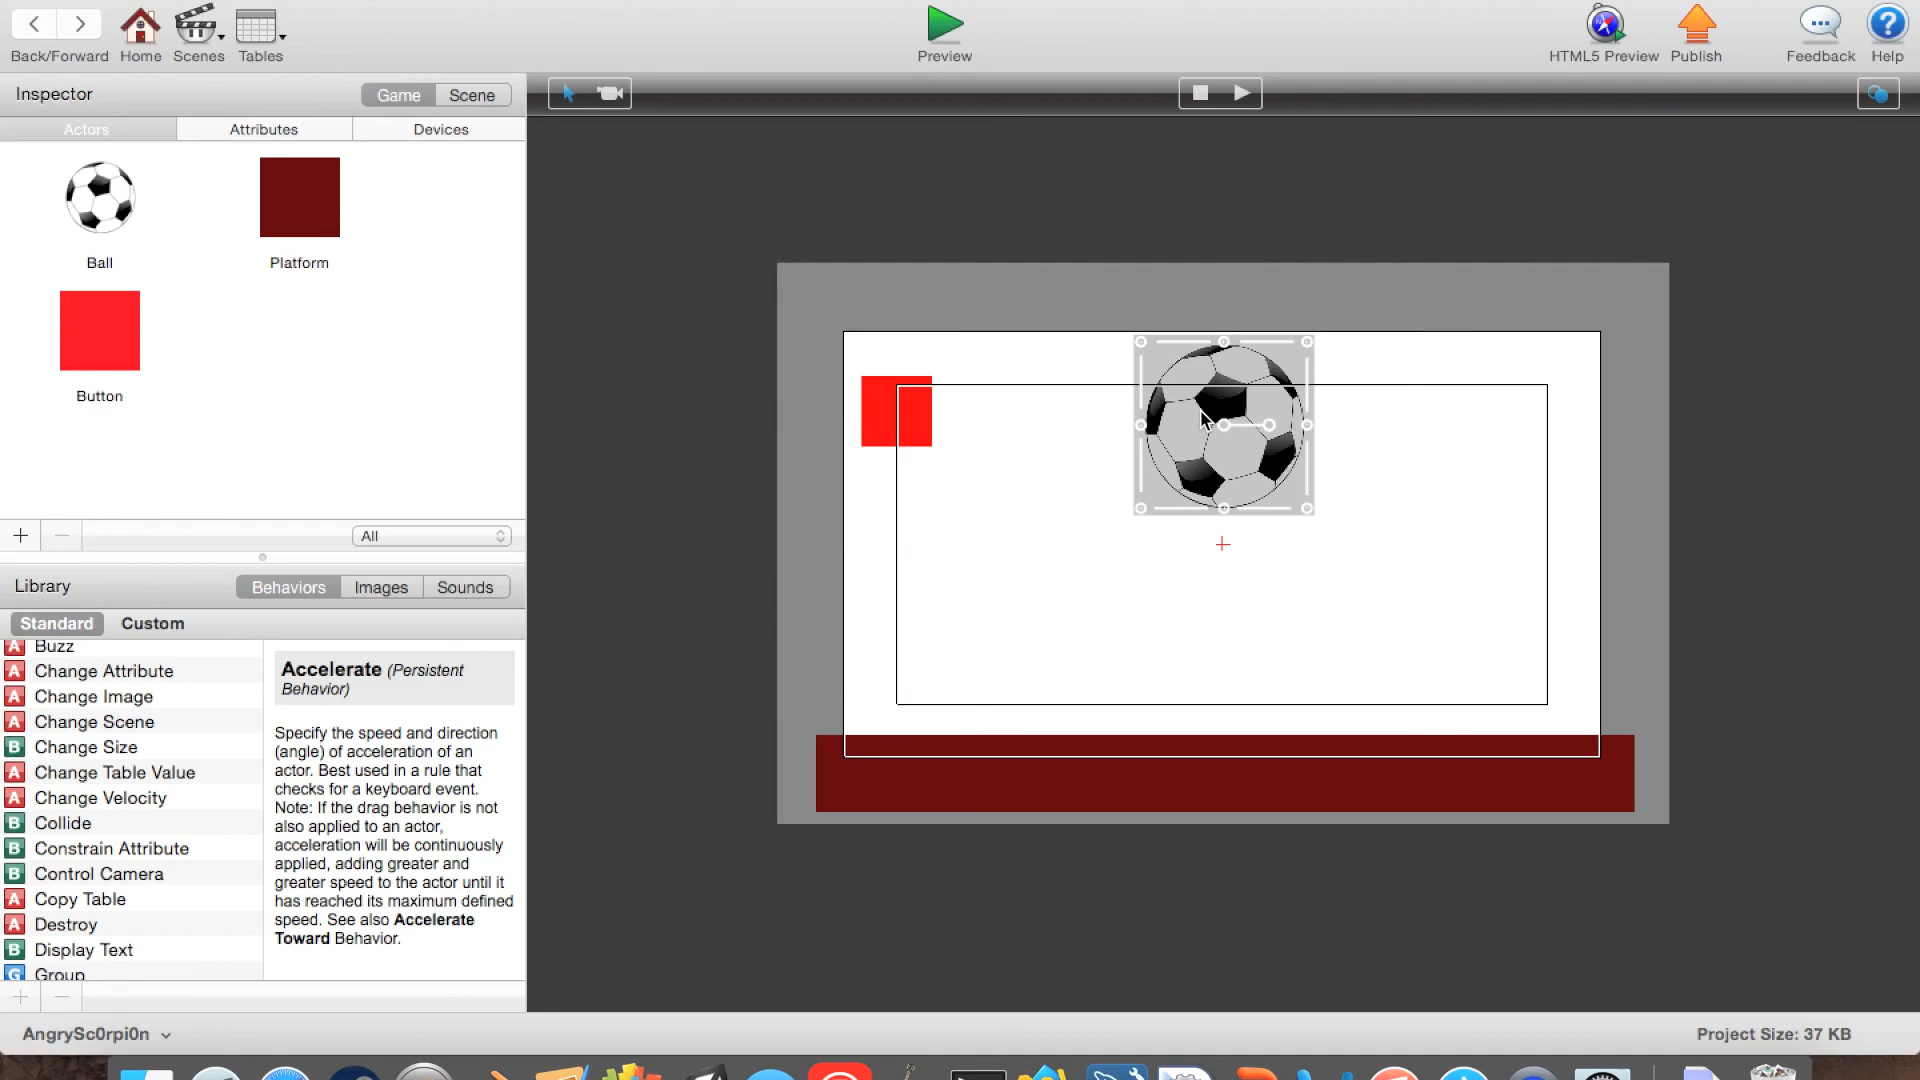 Back/Forward
Home
Scenes
Tables
Preview
HTML5 Preview
Publish
Feedback
Help
Inspector
Game
Scene
Actors
Attributes
Devices
Ball
Platform
Button
All
Library
Behaviors
Images
Sounds
Standard
Custom
A Buzz
A Change Attribute
A Change Image
A Change Scene
B Change Size
A Change Table Value
A Change Velocity
B Collide
B Constrain Attribute
B Control Camera
A Copy Table
A Destroy
B Display Text
G Group
Accelerate (Persistent
Behavior)
Specify the speed and direction
(angle) of acceleration of an
actor. Best used in a rule that
checks for a keyboard event.
Note: If the drag behavior is not
also applied to an actor,
acceleration will be continuously
applied, adding greater and
greater speed to the actor until it
has reached its maximum defined
speed. See also Accelerate
Toward Behavior.
AngrySc0rpi0n
Project Size: 37 KB